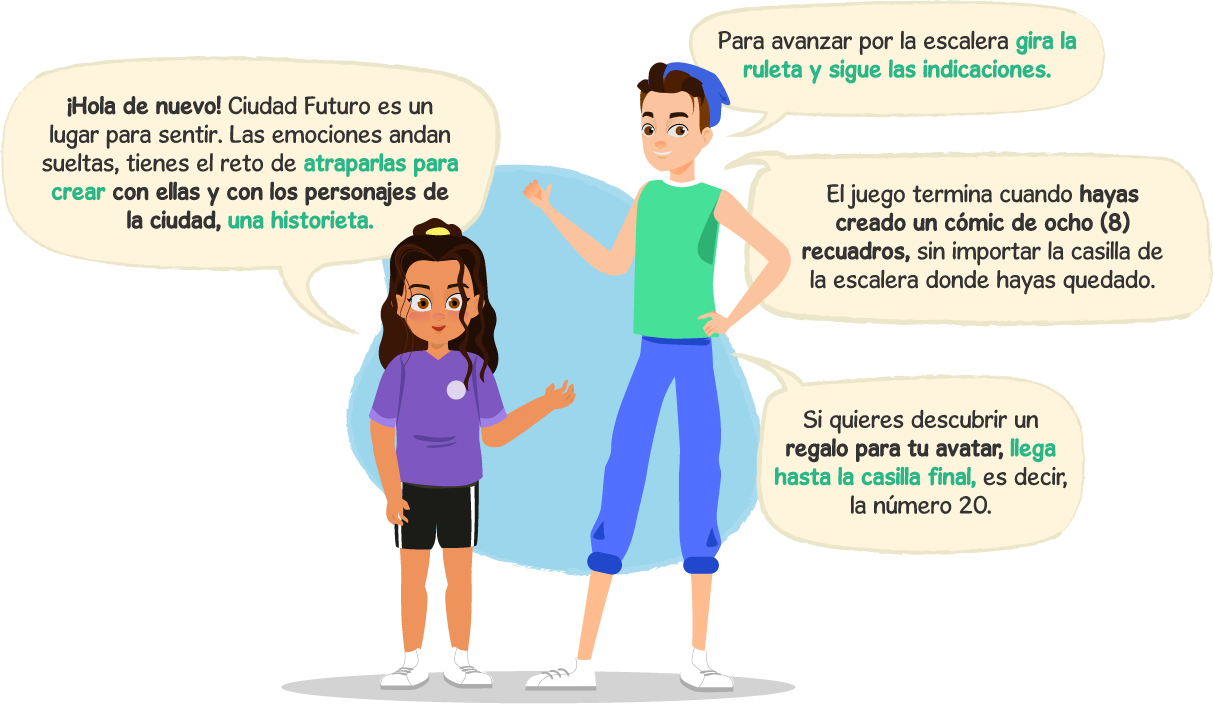 ¡Hola de nuevo! Ciudad Futuro es un
lugar para sentir. Las emociones andan
sueltas, tienes el reto de atraparlas para
crear con ellas y con los personajes de
la ciudad, una historieta.
Para avanzar por la escalera gira la
ruleta y sigue las indicaciones.
El juego termina cuando hayas
creado un cómic de ocho (8)
recuadros, sin importar la casilla de
la escalera donde hayas quedado.
Si quieres descubrir un
regalo para tu avatar, llega
hasta la casilla final, es decir,
la número 20.